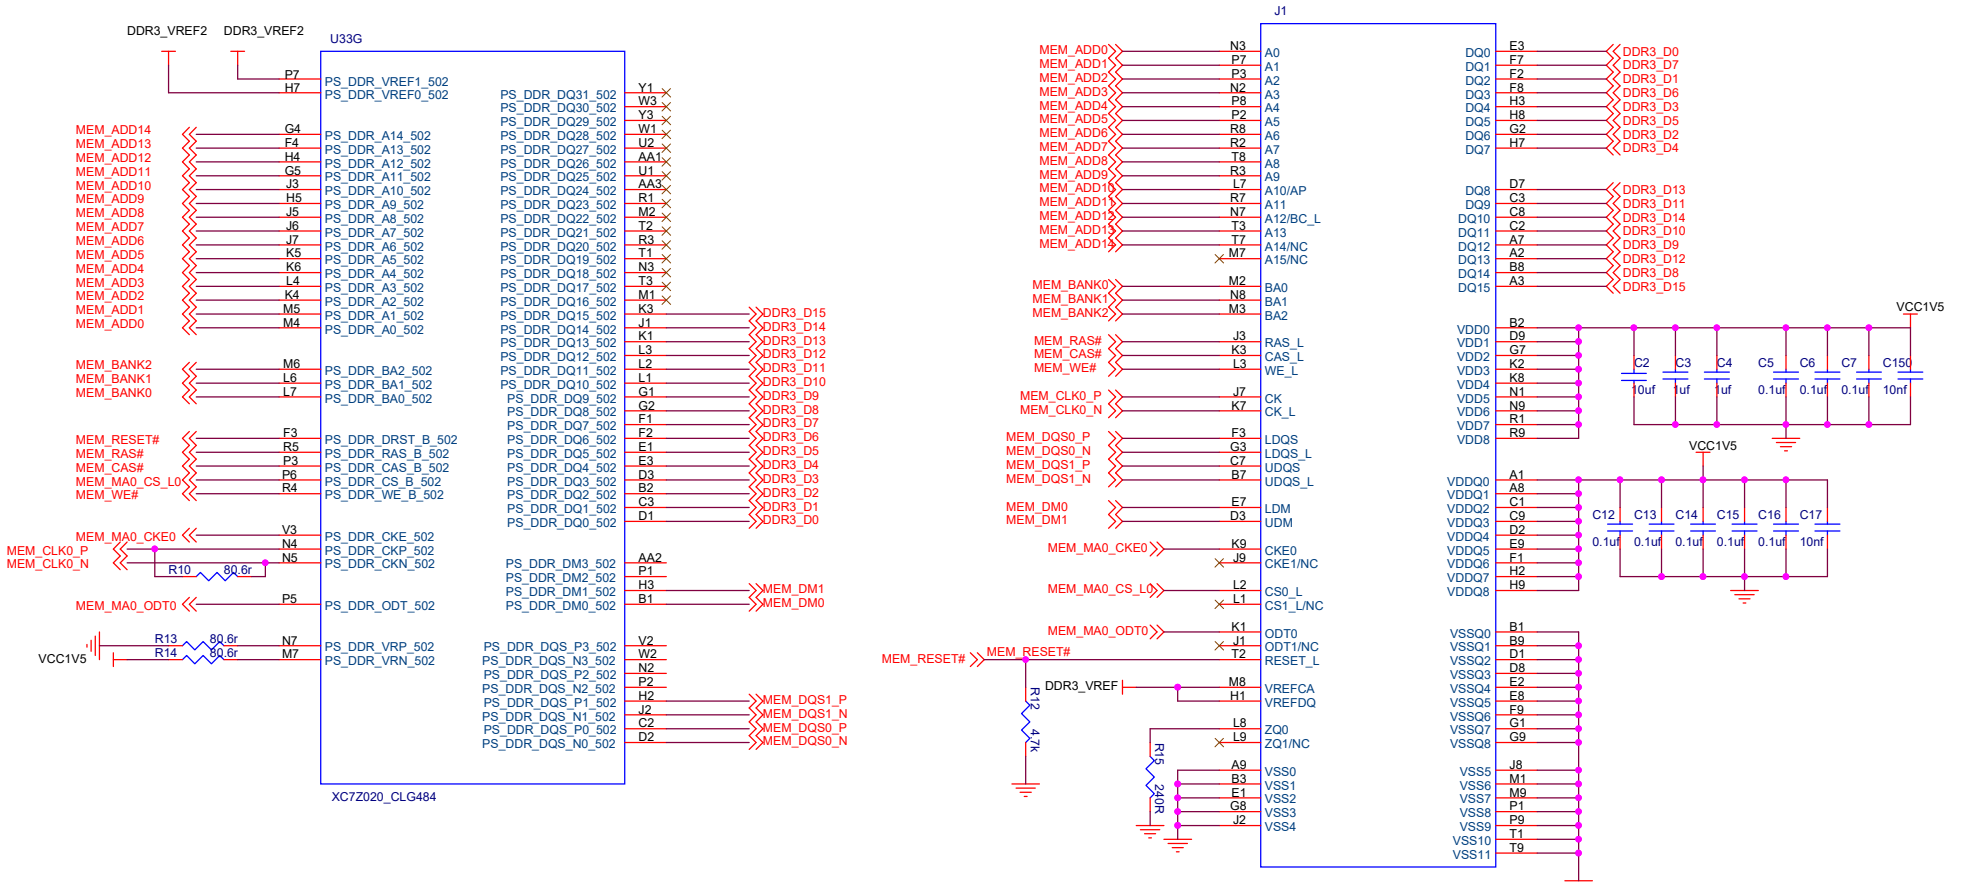 DDR3_VREF2 DDR3_VREF2
U33G
P7 PS_DDR_VREF1_502
H7 PS_DDR_VREF0_502
MEM_ADD14 G4 PS_DDR_A14_502
MEM_ADD13 F4 PS_DDR_A13_502
MEM_ADD12 H4 PS_DDR_A12_502
MEM_ADD11 G5 PS_DDR_A11_502
MEM_ADD10 J3 PS_DDR_A10_502
MEM_ADD9 H5 PS_DDR_A9_502
MEM_ADD8 J5 PS_DDR_A8_502
MEM_ADD7 J6 PS_DDR_A7_502
MEM_ADD6 J7 PS_DDR_A6_502
MEM_ADD5 K5 PS_DDR_A5_502
MEM_ADD4 K6 PS_DDR_A4_502
MEM_ADD3 L4 PS_DDR_A3_502
MEM_ADD2 K4 PS_DDR_A2_502
MEM_ADD1 M5 PS_DDR_A1_502
MEM_ADD0 M4 PS_DDR_A0_502
MEM_BANK2 M6 PS_DDR_BA2_502
MEM_BANK1 L6 PS_DDR_BA1_502
MEM_BANK0 L7 PS_DDR_BA0_502
MEM_RESET# F3 PS_DDR_DRST_B_502
MEM_RAS# R5 PS_DDR_RAS_B_502
MEM_CAS# P3 PS_DDR_CAS_B_502
MEM_MA0_CS_L0 P6 PS_DDR_CS_B_502
MEM_WE# R4 PS_DDR_WE_B_502
MEM_MA0_CKE0 V3 PS_DDR_CKE_502
MEM_CLK0_P N4 PS_DDR_CKP_502
MEM_CLK0_N N5 PS_DDR_CKN_502
R10 80.6r
MEM_MA0_ODT0 P5 PS_DDR_ODT_502
R13 80.6r N7 PS_DDR_VRP_502
VCC1V5 R14 80.6r M7 PS_DDR_VRN_502
PS_DDR_DQ31_502 Y1
PS_DDR_DQ30_502 W3
PS_DDR_DQ29_502 Y3
PS_DDR_DQ28_502 W1
PS_DDR_DQ27_502 U2
PS_DDR_DQ26_502 AA1
PS_DDR_DQ25_502 U1
PS_DDR_DQ24_502 AA3
PS_DDR_DQ23_502 R1
PS_DDR_DQ22_502 M2
PS_DDR_DQ21_502 T2
PS_DDR_DQ20_502 R3
PS_DDR_DQ19_502 T1
PS_DDR_DQ18_502 N3
PS_DDR_DQ17_502 T3
PS_DDR_DQ16_502 M1
PS_DDR_DQ15_502 K3 DDR3_D15
PS_DDR_DQ14_502 J1 DDR3_D14
PS_DDR_DQ13_502 K1 DDR3_D13
PS_DDR_DQ12_502 L3 DDR3_D12
PS_DDR_DQ11_502 L2 DDR3_D11
PS_DDR_DQ10_502 L1 DDR3_D10
PS_DDR_DQ9_502 G1 DDR3_D9
PS_DDR_DQ8_502 G2 DDR3_D8
PS_DDR_DQ7_502 F1 DDR3_D7
PS_DDR_DQ6_502 F2 DDR3_D6
PS_DDR_DQ5_502 E1 DDR3_D5
PS_DDR_DQ4_502 E3 DDR3_D4
PS_DDR_DQ3_502 D3 DDR3_D3
PS_DDR_DQ2_502 B2 DDR3_D2
PS_DDR_DQ1_502 C3 DDR3_D1
PS_DDR_DQ0_502 D1 DDR3_D0
PS_DDR_DM3_502 AA2
PS_DDR_DM2_502 P1
PS_DDR_DM1_502 H3 MEM_DM1
PS_DDR_DM0_502 B1 MEM_DM0
PS_DDR_DQS_P3_502 V2
PS_DDR_DQS_N3_502 W2
PS_DDR_DQS_P2_502 N2
PS_DDR_DQS_N2_502 P2
PS_DDR_DQS_P1_502 H2 MEM_DQS1_P
PS_DDR_DQS_N1_502 J2 MEM_DQS1_N
PS_DDR_DQS_P0_502 C2 MEM_DQS0_P
PS_DDR_DQS_N0_502 D2 MEM_DQS0_N
XC7Z020_CLG484
J1
MEM_ADD0 N3 A0
MEM_ADD1 P7 A1
MEM_ADD2 P3 A2
MEM_ADD3 N2 A3
MEM_ADD4 P8 A4
MEM_ADD5 P2 A5
MEM_ADD6 R8 A6
MEM_ADD7 R2 A7
MEM_ADD8 T8 A8
MEM_ADD9 R3 A9
MEM_ADD10 L7 A10/AP
MEM_ADD11 R7 A11
MEM_ADD12 N7 A12/BC_L
MEM_ADD13 T3 A13
MEM_ADD14 T7 A14/NC
M7 A15/NC
MEM_BANK0 M2 BA0
MEM_BANK1 N8 BA1
MEM_BANK2 M3 BA2
MEM_RAS# J3 RAS_L
MEM_CAS# K3 CAS_L
MEM_WE# L3 WE_L
MEM_CLK0_P J7 CK
MEM_CLK0_N K7 CK_L
MEM_DQS0_P F3 LDQS
MEM_DQS0_N G3 LDQS_L
MEM_DQS1_P C7 UDQS
MEM_DQS1_N B7 UDQS_L
MEM_DM0 E7 LDM
MEM_DM1 D3 UDM
MEM_MA0_CKE0 K9 CKE0
J9 CKE1/NC
MEM_MA0_CS_L0 L2 CS0_L
L1 CS1_L/NC
MEM_MA0_ODT0 K1 ODT0
J1 ODT1/NC
MEM_RESET# MEM_RESET# T2 RESET_L
DDR3_VREF M8 VREFCA
H1 VREFDQ
R12 4.7k
L8 ZQ0
L9 ZQ1/NC
R15 240R
A9 VSS0
B3 VSS1
E1 VSS2
G8 VSS3
J2 VSS4
DQ0 E3 DDR3_D0
DQ1 F7 DDR3_D7
DQ2 F2 DDR3_D1
DQ3 F8 DDR3_D6
DQ4 H3 DDR3_D3
DQ5 H8 DDR3_D5
DQ6 G2 DDR3_D2
DQ7 H7 DDR3_D4
DQ8 D7 DDR3_D13
DQ9 C3 DDR3_D11
DQ10 C8 DDR3_D14
DQ11 C2 DDR3_D10
DQ12 A7 DDR3_D9
DQ13 A2 DDR3_D12
DQ14 B8 DDR3_D8
DQ15 A3 DDR3_D15
VCC1V5
VDD0 B2
VDD1 D9
VDD2 G7
VDD3 K2
VDD4 K8
VDD5 N1
VDD6 N9
VDD7 R1
VDD8 R9
C2 C3 C4 C5 C6 C7 C150
10uf 1uf 1uf 0.1uf 0.1uf 0.1uf 10nf
VCC1V5
VDDQ0 A1
VDDQ1 A8
VDDQ2 C1
VDDQ3 C9
VDDQ4 D2
VDDQ5 E9
VDDQ6 F1
VDDQ7 H2
VDDQ8 H9
C12 C13 C14 C15 C16 C17
0.1uf 0.1uf 0.1uf 0.1uf 0.1uf 10nf
VSSQ0 B1
VSSQ1 B9
VSSQ2 D1
VSSQ3 D8
VSSQ4 E2
VSSQ5 E8
VSSQ6 F9
VSSQ7 G1
VSSQ8 G9
VSS5 J8
VSS6 M1
VSS7 M9
VSS8 P1
VSS9 P9
VSS10 T1
VSS11 T9